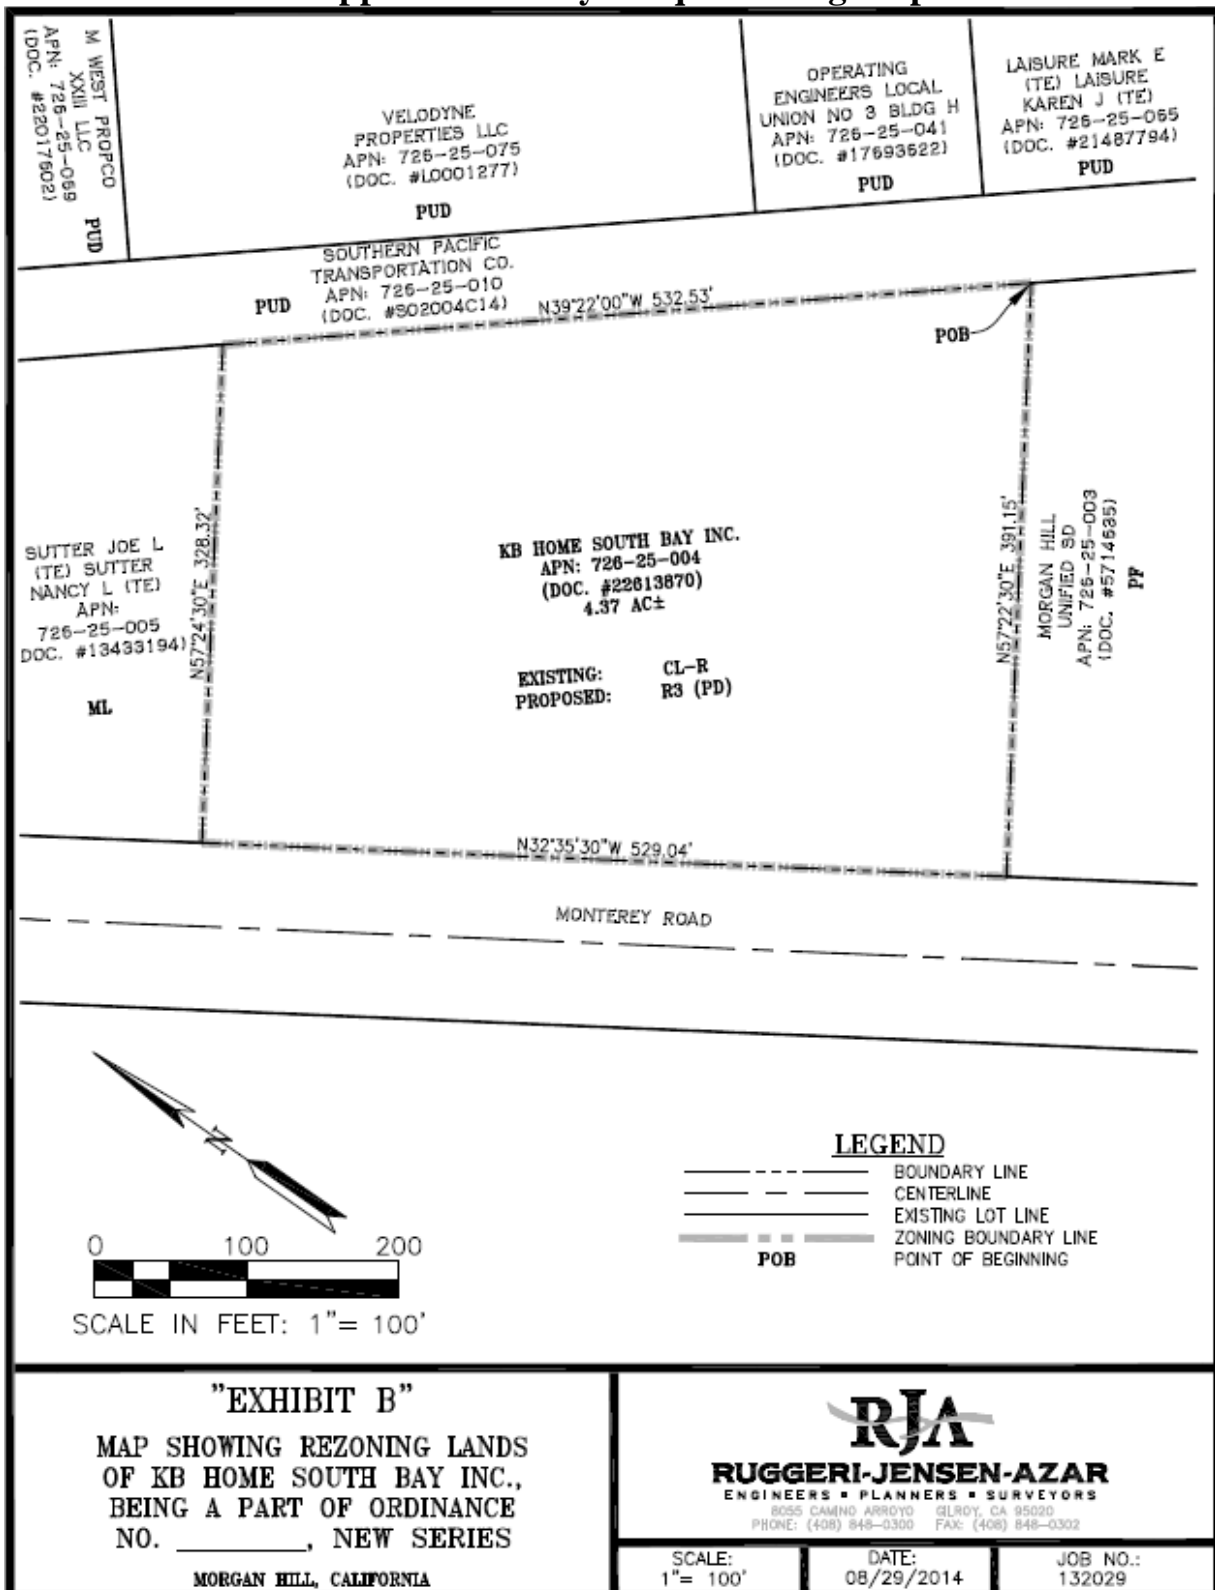 M WEST PROPCO
XXIII LLC
APN: 726-25-069
(DOC. #22017602)
PUD
VELODYNE
PROPERTIES LLC
APN: 726-25-075
(DOC. #L0001277)
PUD
OPERATING
ENGINEERS LOCAL
UNION NO 3 BLDG H
APN: 726-25-041
(DOC. #17693622)
PUD
LAISURE MARK E
(TE) LAISURE
KAREN J (TE)
APN: 726-25-065
(DOC. #21487794)
PUD
SOUTHERN PACIFIC
TRANSPORTATION CO.
APN: 726-25-010
(DOC. #S02004C14)
PUD
N39°22'00"W 532.53'
POB
SUTTER JOE L
(TE) SUTTER
NANCY L (TE)
APN:
726-25-005
DOC. #13433194)
ML
N57°24'30"E 328.32'
KB HOME SOUTH BAY INC.
APN: 726-25-004
(DOC. #22613870)
4.37 AC±
EXISTING: CL-R
PROPOSED: R3 (PD)
N57°22'30"E 391.15'
MORGAN HILL
UNIFIED SD
APN: 726-25-003
(DOC. #5714635)
PF
N32°35'30"W 529.04'
MONTEREY ROAD
N
0 100 200
SCALE IN FEET: 1"= 100'
LEGEND
BOUNDARY LINE
CENTERLINE
EXISTING LOT LINE
ZONING BOUNDARY LINE
POB POINT OF BEGINNING
"EXHIBIT B"
MAP SHOWING REZONING LANDS
OF KB HOME SOUTH BAY INC.,
BEING A PART OF ORDINANCE
NO. ________, NEW SERIES
MORGAN HILL, CALIFORNIA
RJA
RUGGERI-JENSEN-AZAR
ENGINEERS ▪ PLANNERS ▪ SURVEYORS
8055 CAMINO ARROYO GILROY, CA 95020
PHONE: (408) 848-0300 FAX: (408) 848-0302
SCALE:
1"= 100'
DATE:
08/29/2014
JOB NO.:
132029